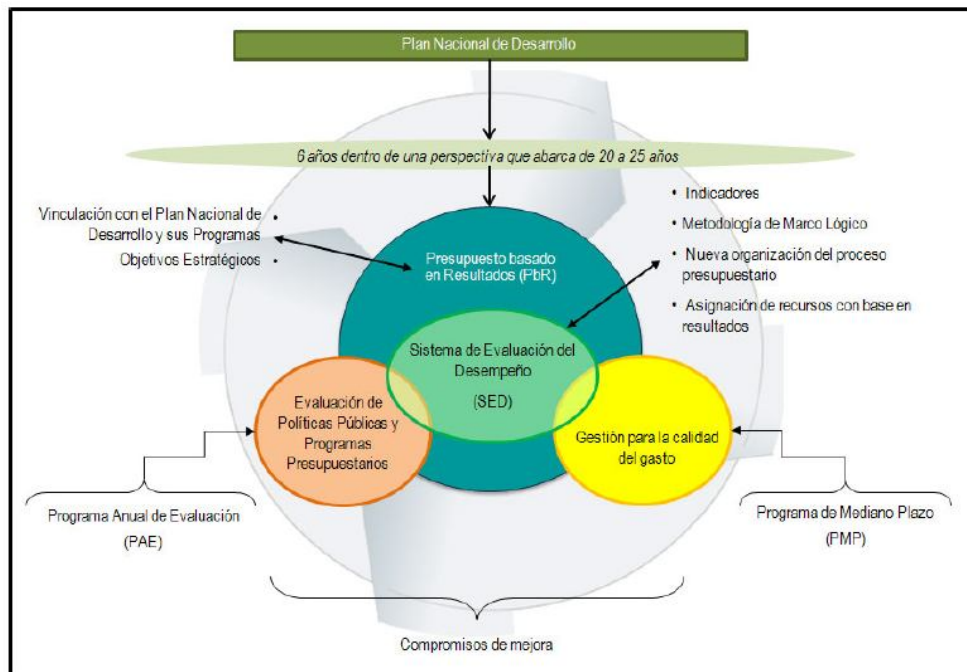 Plan Nacional de Desarrollo
6 años dentro de una perspectiva que abarca de 20 a 25 años
Vinculación con el Plan Nacional de •
Desarrollo y sus Programas
Objetivos Estratégicos •
• Indicadores
• Metodología de Marco Lógico
• Nueva organización del proceso
presupuestario
• Asignación de recursos con base en
resultados
Presupuesto basado
en Resultados (PbR)
Sistema de Evaluación del
Desempeño
(SED)
Evaluación de
Políticas Públicas y
Programas
Presupuestarios
Gestión para la calidad
del gasto
Programa Anual de Evaluación
(PAE)
Programa de Mediano Plazo
(PMP)
Compromisos de mejora